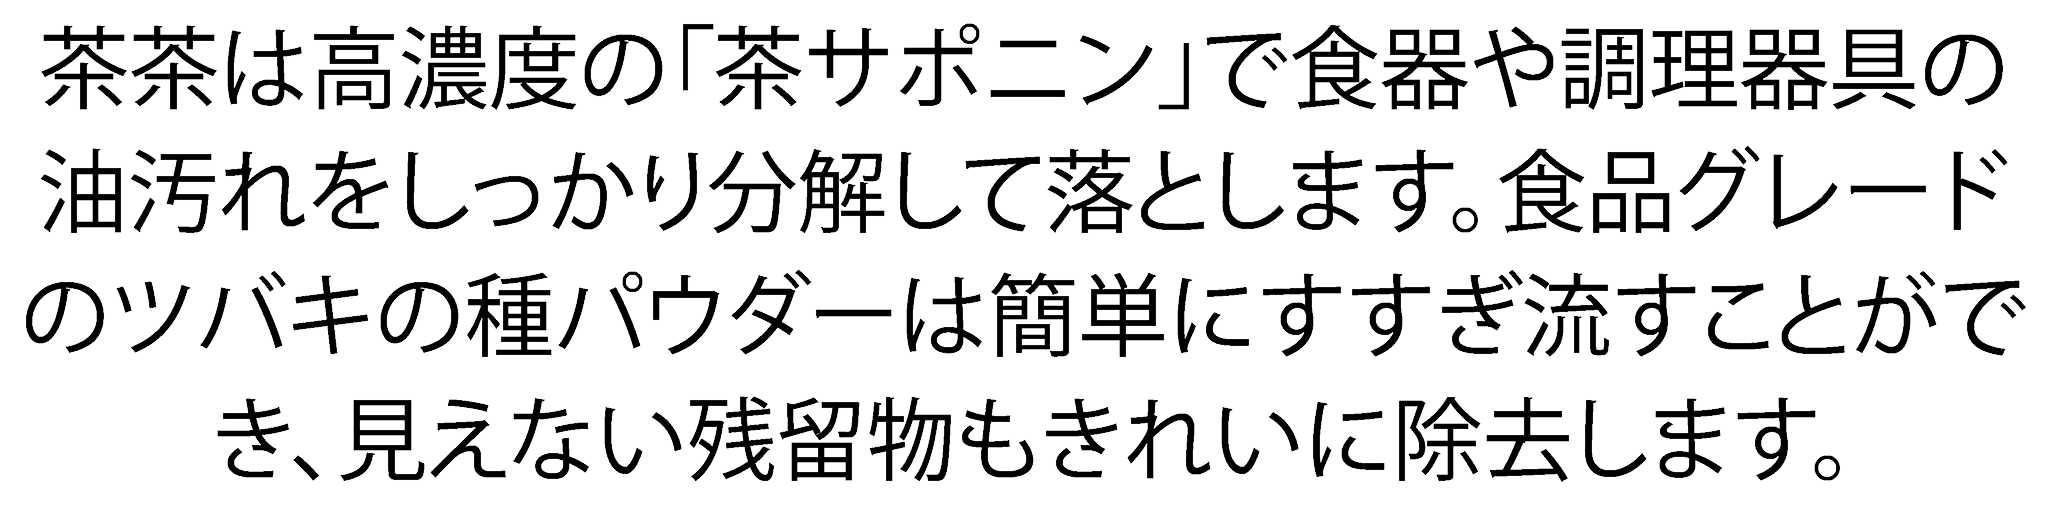 茶茶は高濃度の「茶サポニン」で食器や調理器具の
油汚れをしっかり分解して落とします。食品グレード
のツバキの種パウダーは簡単にすすぎ流すことがで
き、見えない残留物もきれいに除去します。